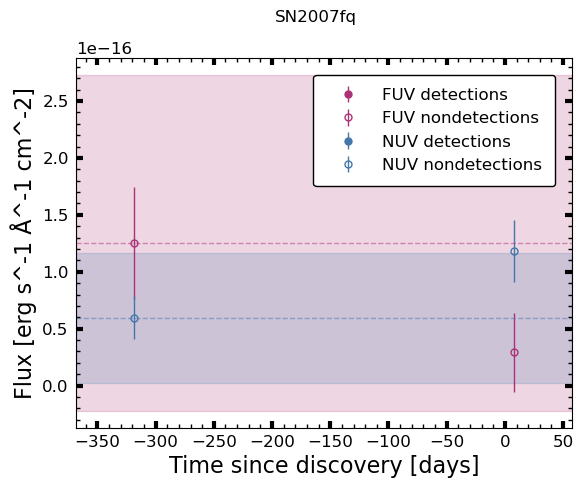 SN2007fq
1e−16
Flux [erg s^-1 Å^-1 cm^-2]
2.5
2.0
1.5
1.0
0.5
0.0
FUV detections
FUV nondetections
NUV detections
NUV nondetections
−350 −300 −250 −200 −150 −100 −50 0 50
Time since discovery [days]